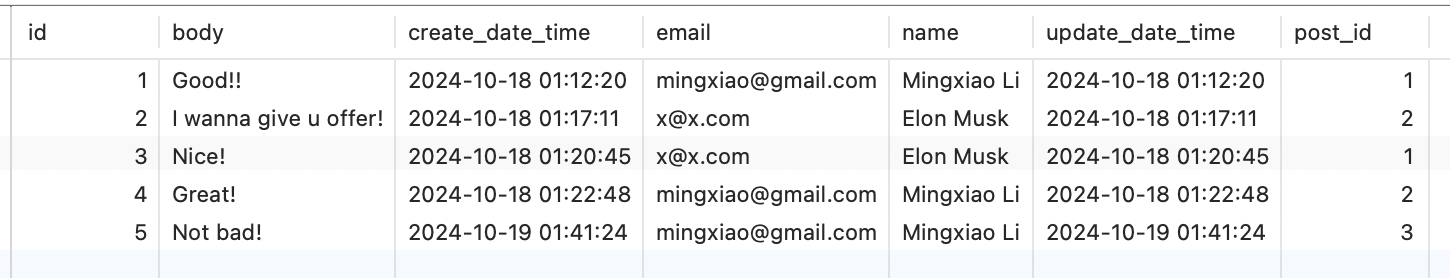 id body create_date_time email name update_date_time post_id
1 Good!! 2024-10-18 01:12:20 mingxiao@gmail.com Mingxiao Li 2024-10-18 01:12:20 1
2 I wanna give u offer! 2024-10-18 01:17:11 x@x.com Elon Musk 2024-10-18 01:17:11 2
3 Nice! 2024-10-18 01:20:45 x@x.com Elon Musk 2024-10-18 01:20:45 1
4 Great! 2024-10-18 01:22:48 mingxiao@gmail.com Mingxiao Li 2024-10-18 01:22:48 2
5 Not bad! 2024-10-19 01:41:24 mingxiao@gmail.com Mingxiao Li 2024-10-19 01:41:24 3